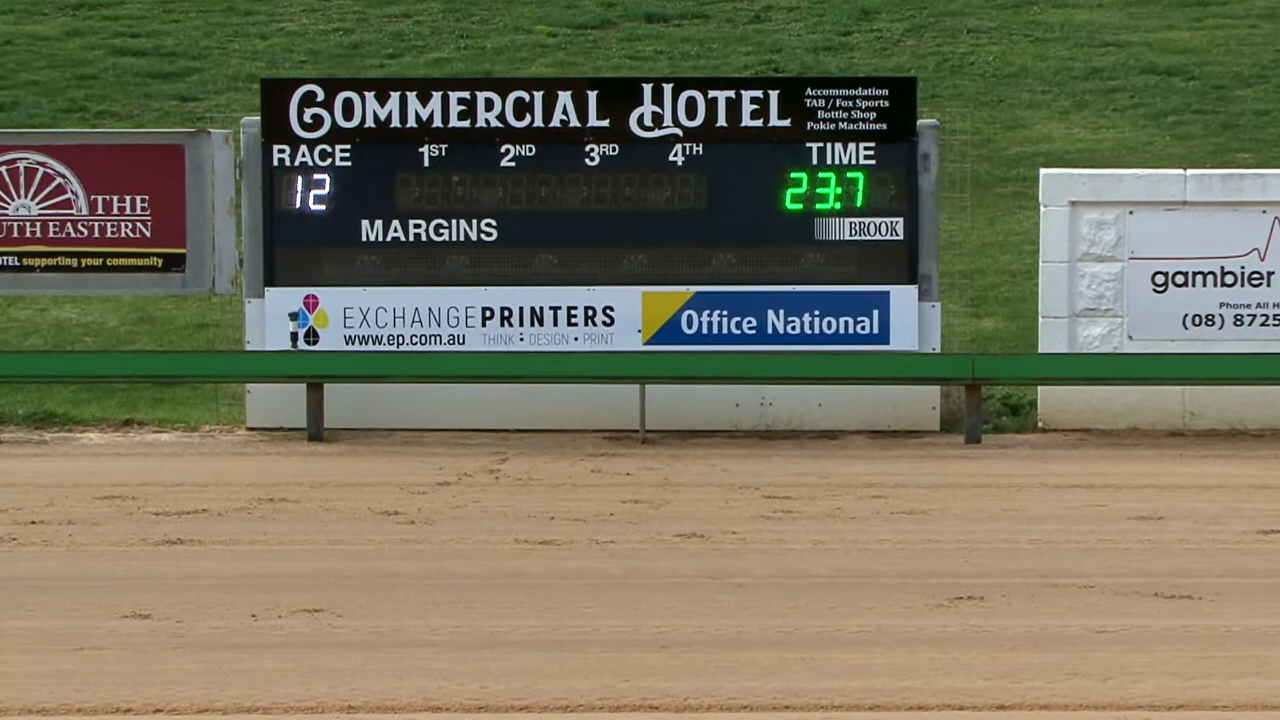 COMMERCIAL HOTEL
Accommodation
TAB / Fox Sports
Bottle Shop
Pokie Machines
RACE 1ST 2ND 3RD 4TH TIME
12 23:7
MARGINS
BROOK
EXCHANGEPRINTERS
www.ep.com.au THINK : DESIGN • PRINT
Office National
THE
UTH EASTERN
OTEL supporting your community
gambier
Phone All H
(08) 8725